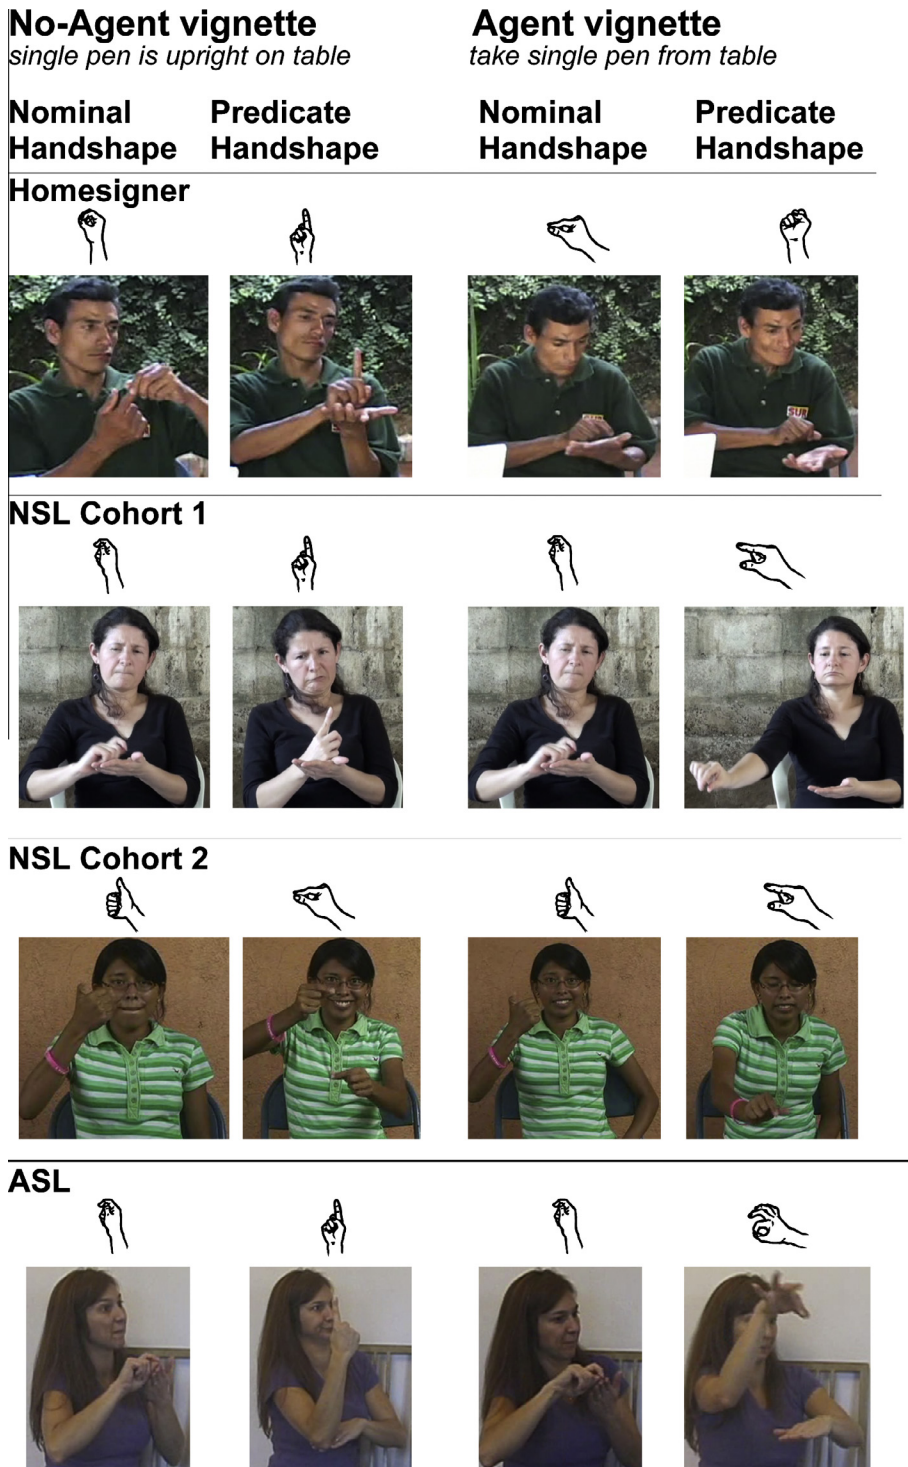 No-Agent vignette
single pen is upright on table
Agent vignette
take single pen from table
Nominal
Handshape
Predicate
Handshape
Nominal
Handshape
Predicate
Handshape
Homesigner
SUR
NSL Cohort 1
NSL Cohort 2
ASL